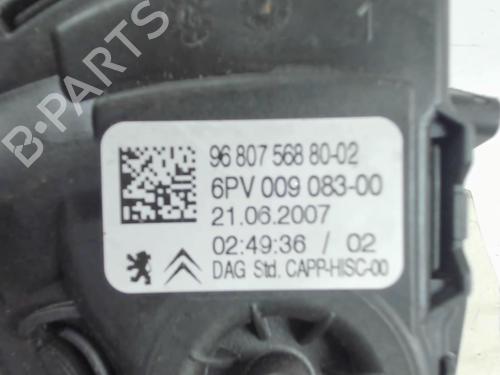 1
B-PARTS
96 807 568 80-02
6PV 009 083-00
21.06.2007
02:49:36 / 02
DAG Std. CAPP-HISC-00